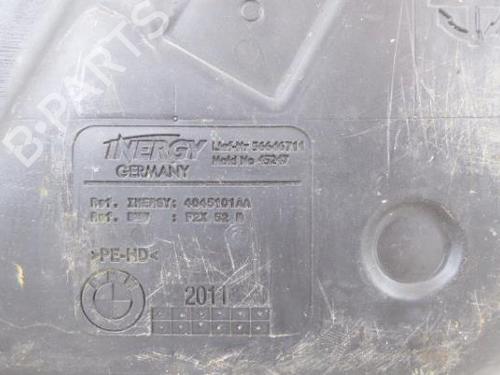 B-PARTS
INERGY
GERMANY
Lief-Nr 56646711
Mold No 45247
Ref. INERGY: 4045101AA
Ref. BMW : F2X 52 R
>PE-HD<
BMW
2011